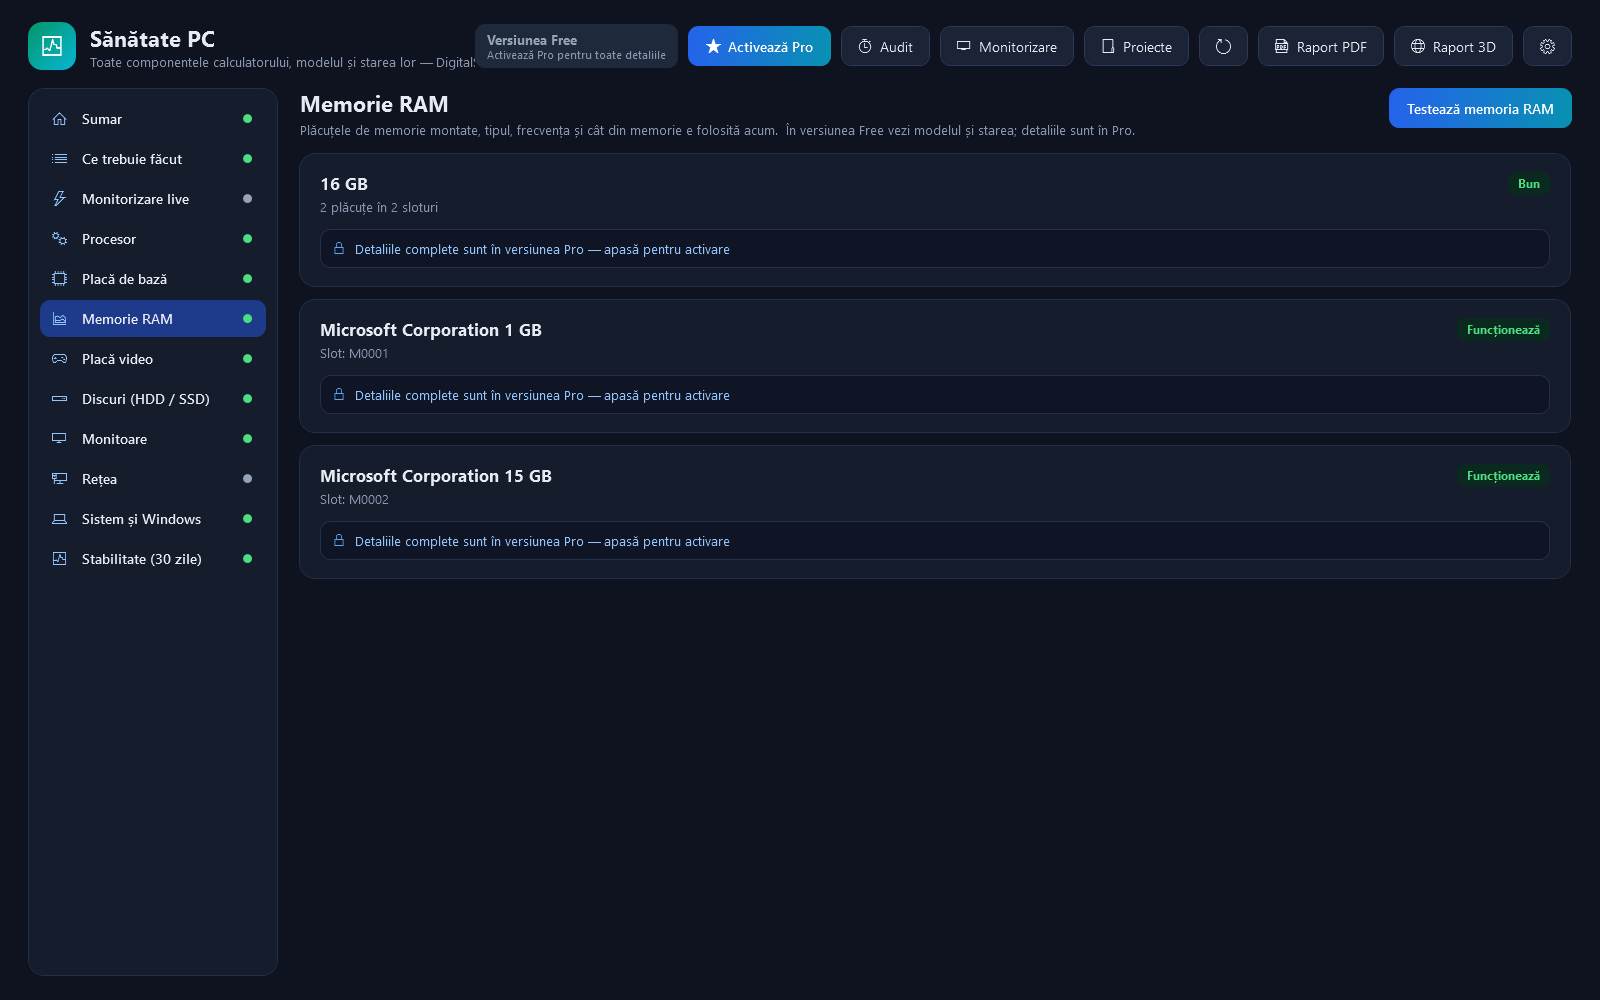 Sănătate PC
Toate componentele calculatorului, modelul și starea lor — Digital
Versiunea Free
Activează Pro pentru toate detaliile
Activează Pro
Audit
Monitorizare
Proiecte
Raport PDF
Raport 3D
Sumar
Ce trebuie făcut
Monitorizare live
Procesor
Placă de bază
Memorie RAM
Placă video
Discuri (HDD / SSD)
Monitoare
Rețea
Sistem și Windows
Stabilitate (30 zile)
Memorie RAM
Plăcuțele de memorie montate, tipul, frecvența și cât din memorie e folosită acum. În versiunea Free vezi modelul și starea; detaliile sunt în Pro.
Testează memoria RAM
16 GB
Bun
2 plăcuțe în 2 sloturi
Detaliile complete sunt în versiunea Pro — apasă pentru activare
Microsoft Corporation 1 GB
Funcționează
Slot: M0001
Detaliile complete sunt în versiunea Pro — apasă pentru activare
Microsoft Corporation 15 GB
Funcționează
Slot: M0002
Detaliile complete sunt în versiunea Pro — apasă pentru activare